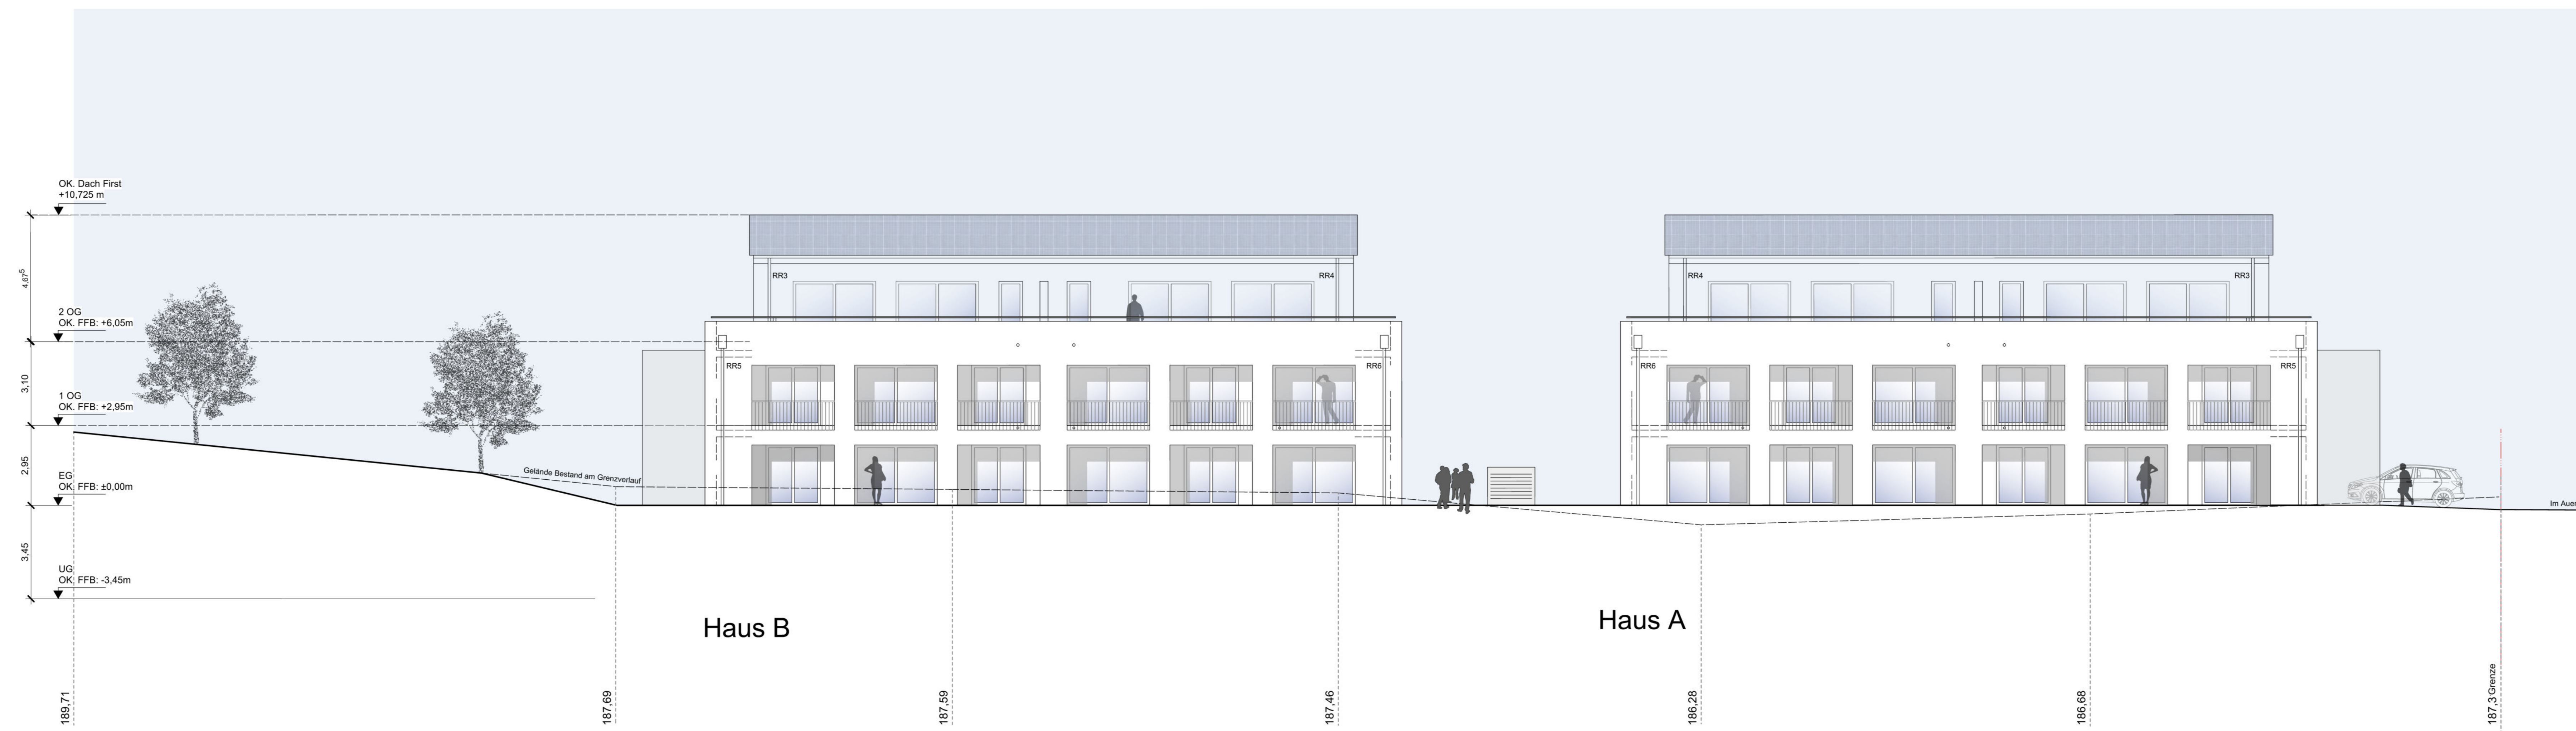 OK. Dach First
+10,725 m
4,67⁵
2 OG
OK. FFB: +6,05m
3,10
1 OG
OK. FFB: +2,95m
2,95
EG
OK. FFB: ±0,00m
3,45
UG
OK. FFB: -3,45m
Gelände Bestand am Grenzverlauf
RR3
RR4
RR5
RR6
RR4
RR3
RR6
RR5
Im Auer
Haus B
Haus A
189,71
187,69
187,59
187,46
186,28
186,68
187,3 Grenze